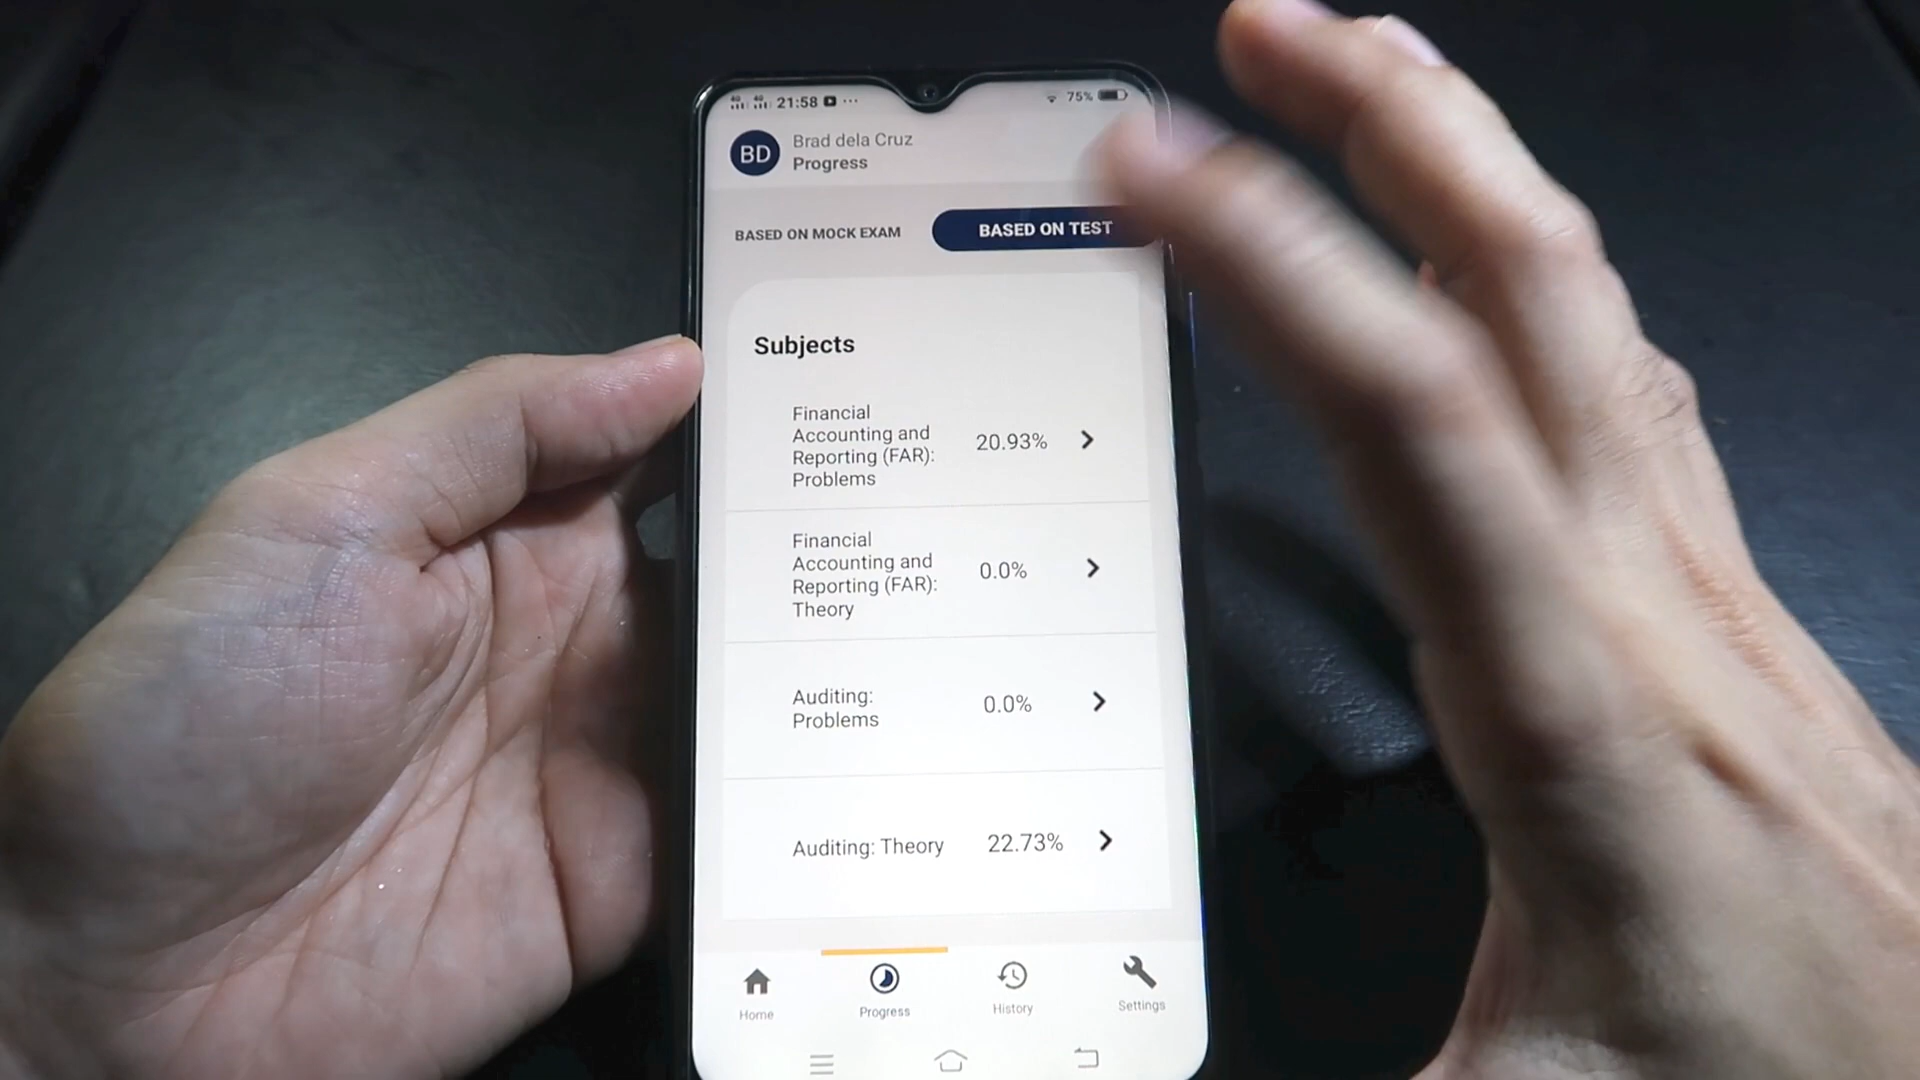 4G 4G 21:58 ··· 75%
BD
Brad dela Cruz
Progress
BASED ON MOCK EXAM
BASED ON TEST
Subjects
Financial
Accounting and
Reporting (FAR):
Problems
20.93%
Financial
Accounting and
Reporting (FAR):
Theory
0.0%
Auditing:
Problems
0.0%
Auditing: Theory
22.73%
Home
Progress
History
Settings